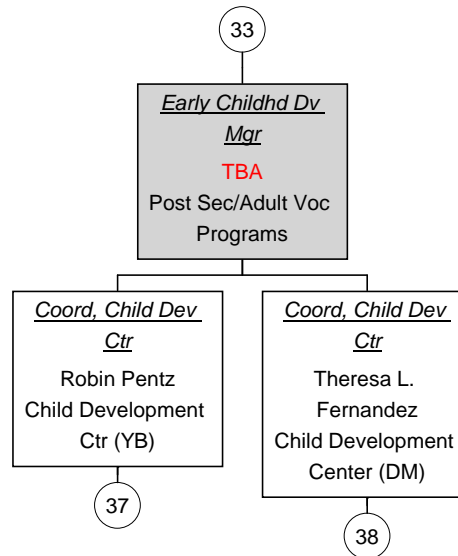 33
Early Childhd Dv
Mgr
TBA
Post Sec/Adult Voc
Programs
Coord, Child Dev
Ctr
Robin Pentz
Child Development
Ctr (YB)
37
Coord, Child Dev
Ctr
Theresa L.
Fernandez
Child Development
Center (DM)
38